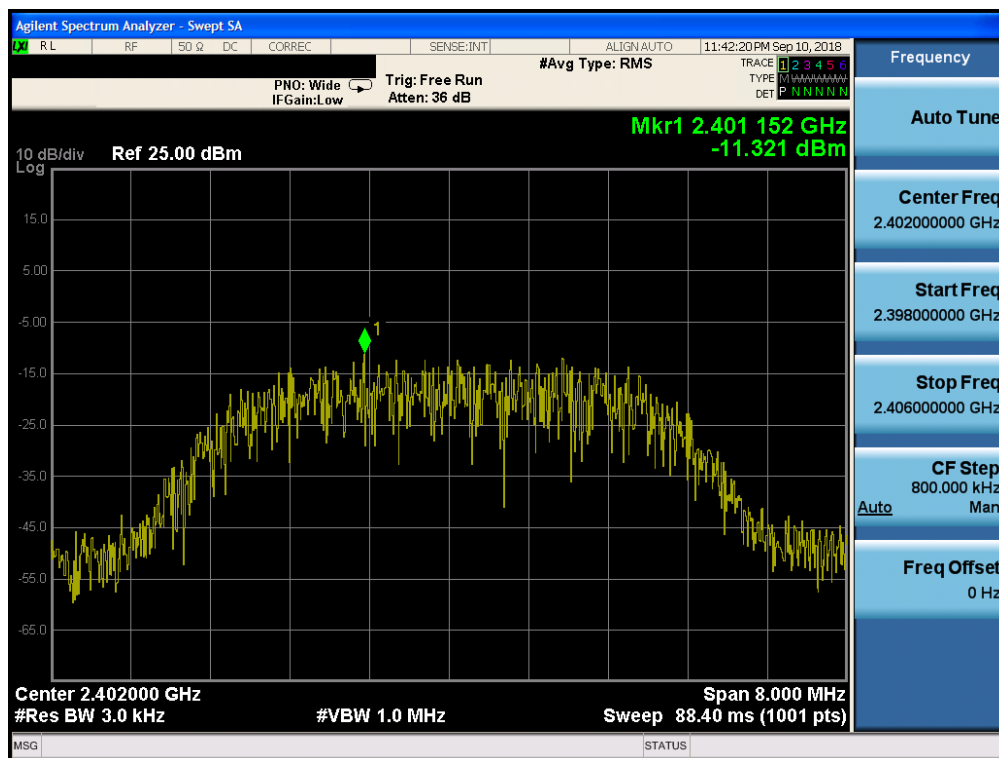 Agilent Spectrum Analyzer - Swept SA
LXI RL RF 50 Ω DC CORREC SENSE:INT ALIGN AUTO 11:42:20 PM Sep 10, 2018
#Avg Type: RMS
TRACE 1 2 3 4 5 6
TYPE M
DET P N N N N N
PNO: Wide
IFGain:Low
Trig: Free Run
Atten: 36 dB
Mkr1 2.401 152 GHz
-11.321 dBm
10 dB/div Ref 25.00 dBm
Log
15.0
5.00
-5.00
-15.0
-25.0
-35.0
-45.0
-55.0
-65.0
1
Center 2.402000 GHz Span 8.000 MHz
#Res BW 3.0 kHz #VBW 1.0 MHz Sweep 88.40 ms (1001 pts)
MSG STATUS
Frequency
Auto Tune
Center Freq
2.402000000 GHz
Start Freq
2.398000000 GHz
Stop Freq
2.406000000 GHz
CF Step
800.000 kHz
Auto Man
Freq Offset
0 Hz